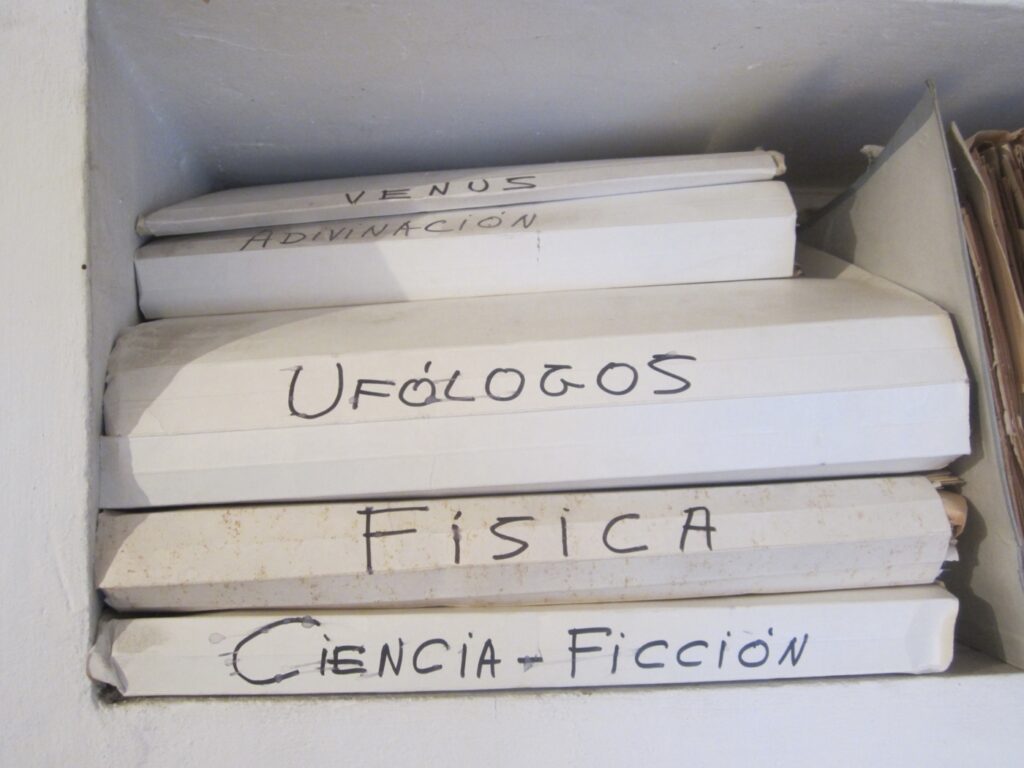 VENUS
ADIVINACIÓN
UFÓLOGOS
FÍSICA
CIENCIA-FICCIÓN